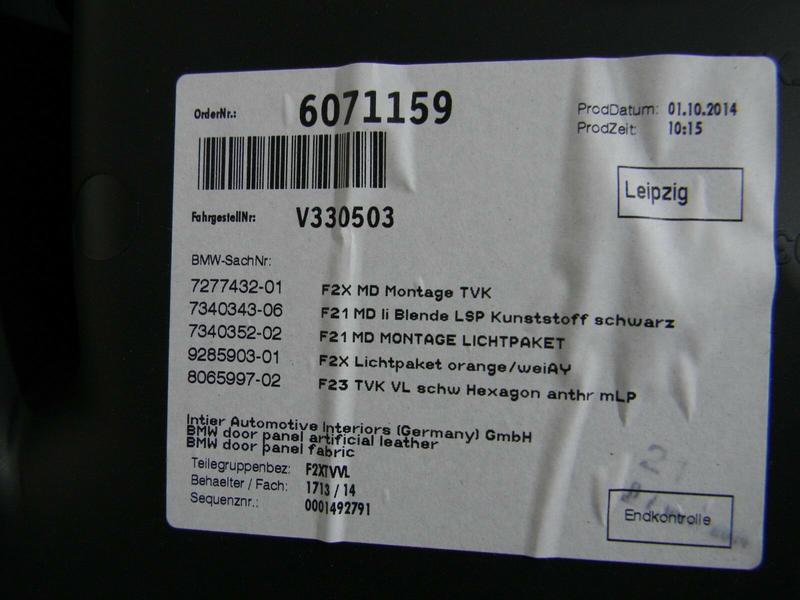 OrderNr.: 6071159
ProdDatum: 01.10.2014
ProdZeit: 10:15
Leipzig
FahrgestellNr: V330503
BMW-SachNr:
7277432-01 F2X MD Montage TVK
7340343-06 F21 MD li Blende LSP Kunststoff schwarz
7340352-02 F21 MD MONTAGE LICHTPAKET
9285903-01 F2X Lichtpaket orange/weiAY
8065997-02 F23 TVK VL schw Hexagon anthr mLP
Intier Automotive Interiors (Germany) GmbH
BMW door panel artificial leather
BMW door panel fabric
Teilegruppenbez: F2XTVVL
Behaelter / Fach: 1713 / 14
Sequenznr.: 0001492791
Endkontrolle